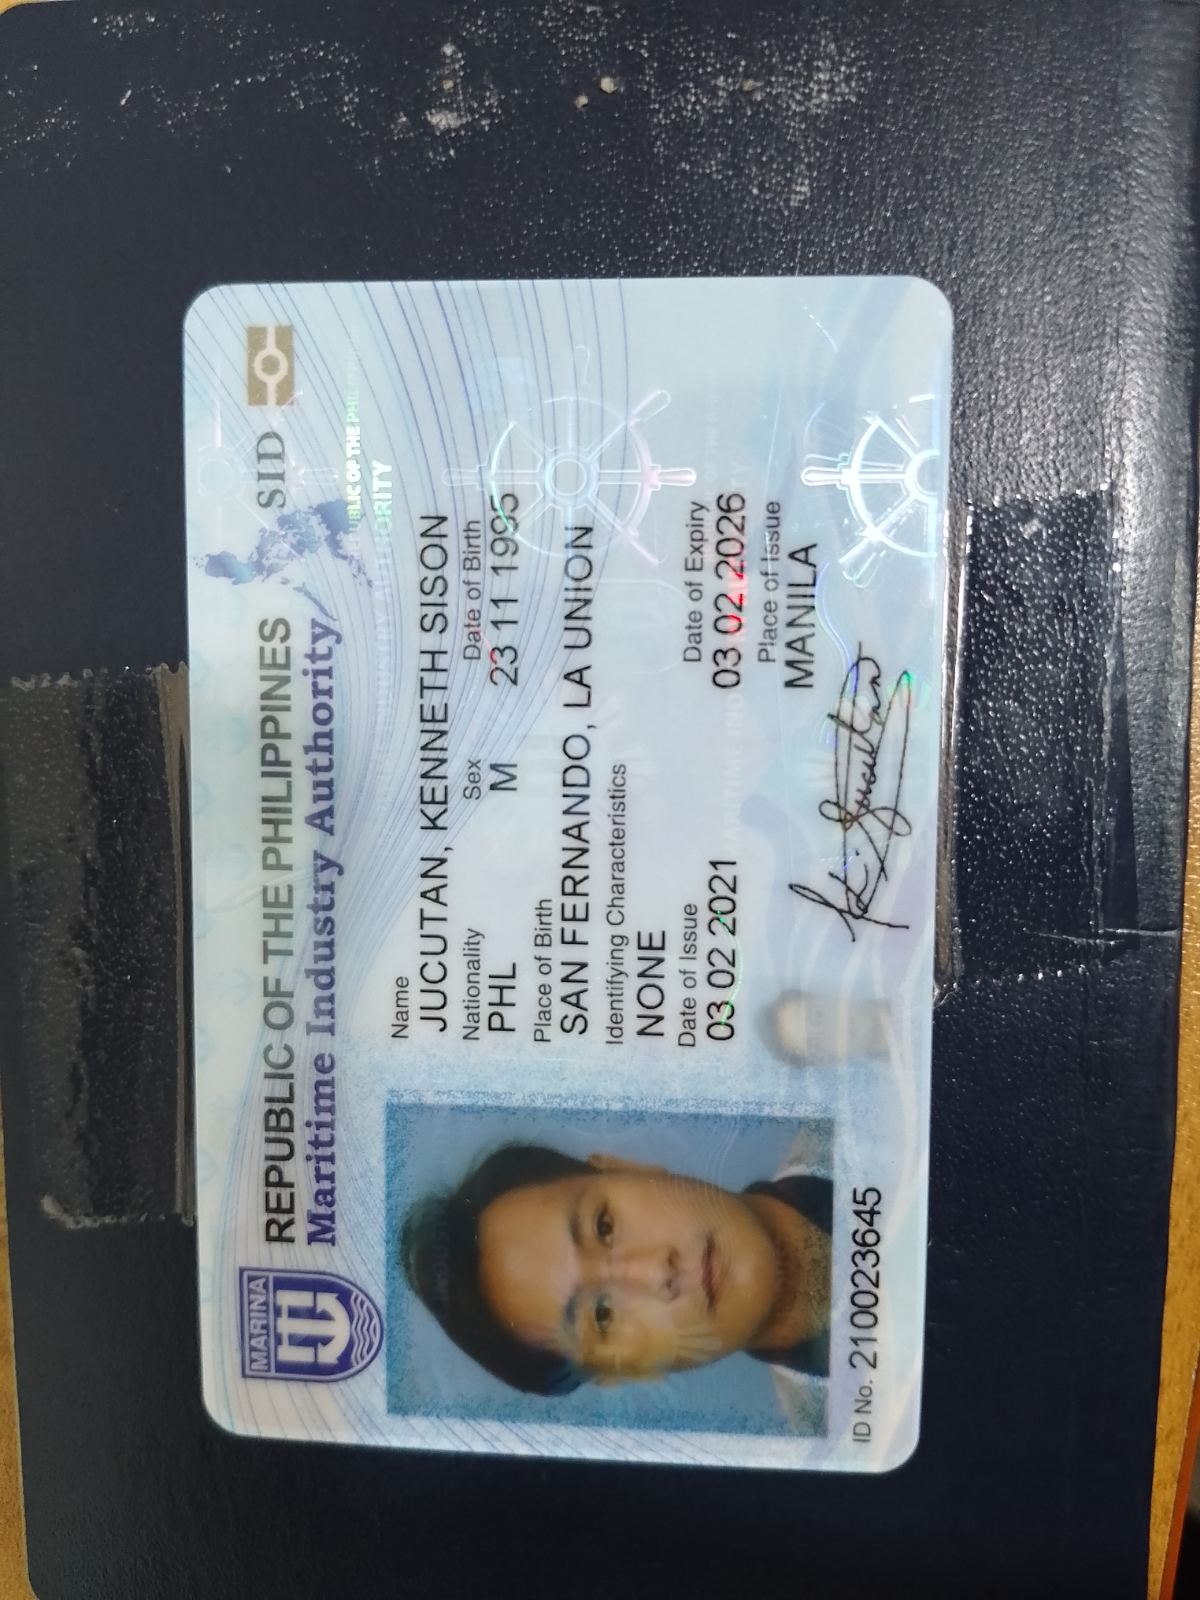 MARINA
REPUBLIC OF THE PHILIPPINES
SID
Maritime Industry Authority
Name
JUCUTAN, KENNETH SISON
Nationality Sex Date of Birth
PHL M 23 11 1995
Place of Birth
SAN FERNANDO, LA UNION
Identifying Characteristics
NONE
Date of Issue Date of Expiry
03 02 2021 03 02 2026
Place of Issue
MANILA
ID No. 210023645